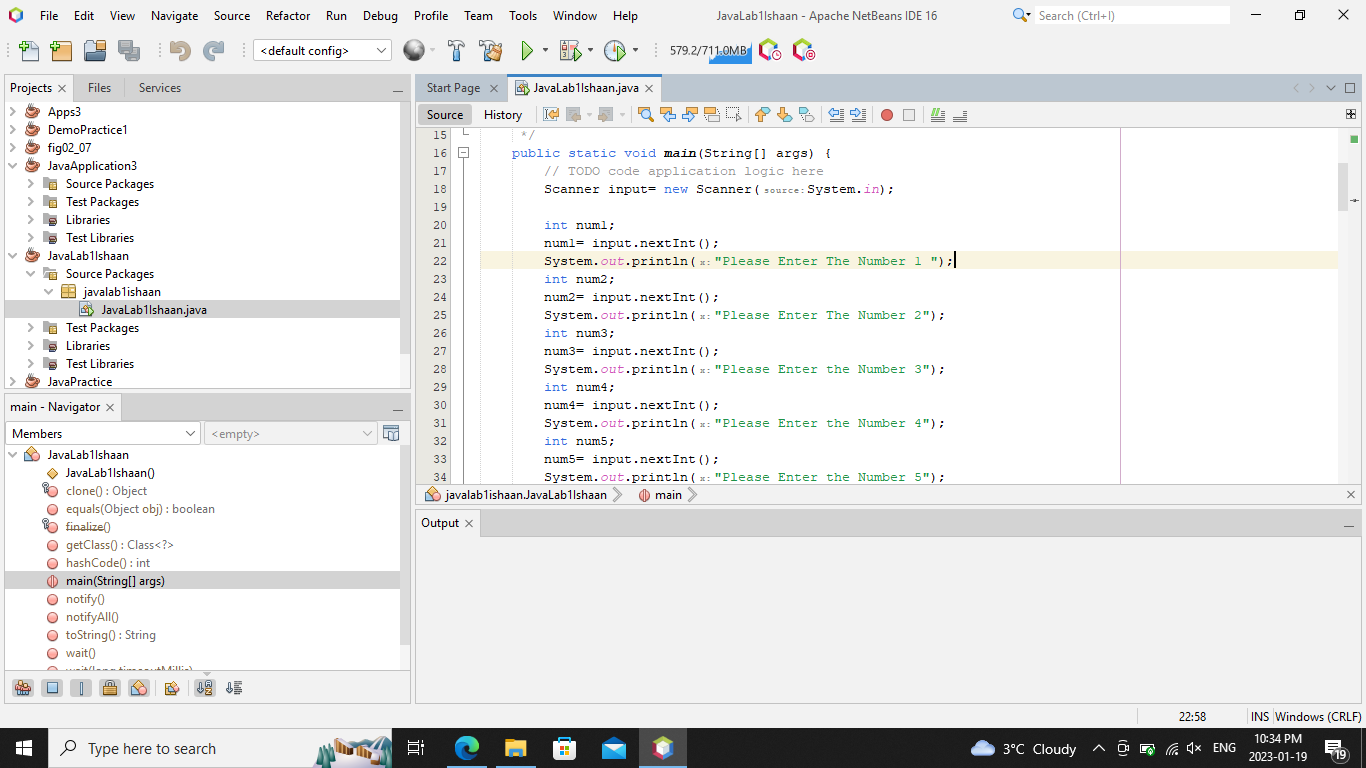 File Edit View Navigate Source Refactor Run Debug Profile Team Tools Window Help JavaLab1Ishaan - Apache NetBeans IDE 16 Search (Ctrl+I)
<default config> 579.2/711.0MB
Projects Files Services
Apps3
DemoPractice1
fig02_07
JavaApplication3
Source Packages
Test Packages
Libraries
Test Libraries
JavaLab1Ishaan
Source Packages
javalab1ishaan
JavaLab1Ishaan.java
Test Packages
Libraries
Test Libraries
JavaPractice
main - Navigator
Members <empty>
JavaLab1Ishaan
JavaLab1Ishaan()
clone() : Object
equals(Object obj) : boolean
finalize()
getClass() : Class<?>
hashCode() : int
main(String[] args)
notify()
notifyAll()
toString() : String
wait()
wait(long timeoutMillis)
Start Page JavaLab1Ishaan.java
Source History
15 */
16 public static void main(String[] args) {
17 // TODO code application logic here
18 Scanner input= new Scanner( source: System.in);
19
20 int num1;
21 num1= input.nextInt();
22 System.out.println( x: "Please Enter The Number 1 ");
23 int num2;
24 num2= input.nextInt();
25 System.out.println( x: "Please Enter The Number 2");
26 int num3;
27 num3= input.nextInt();
28 System.out.println( x: "Please Enter the Number 3");
29 int num4;
30 num4= input.nextInt();
31 System.out.println( x: "Please Enter the Number 4");
32 int num5;
33 num5= input.nextInt();
34 System.out.println( x: "Please Enter the Number 5");
javalab1ishaan.JavaLab1Ishaan main
Output
22:58 INS Windows (CRLF)
Type here to search 3°C Cloudy ENG 10:34 PM
2023-01-19 19